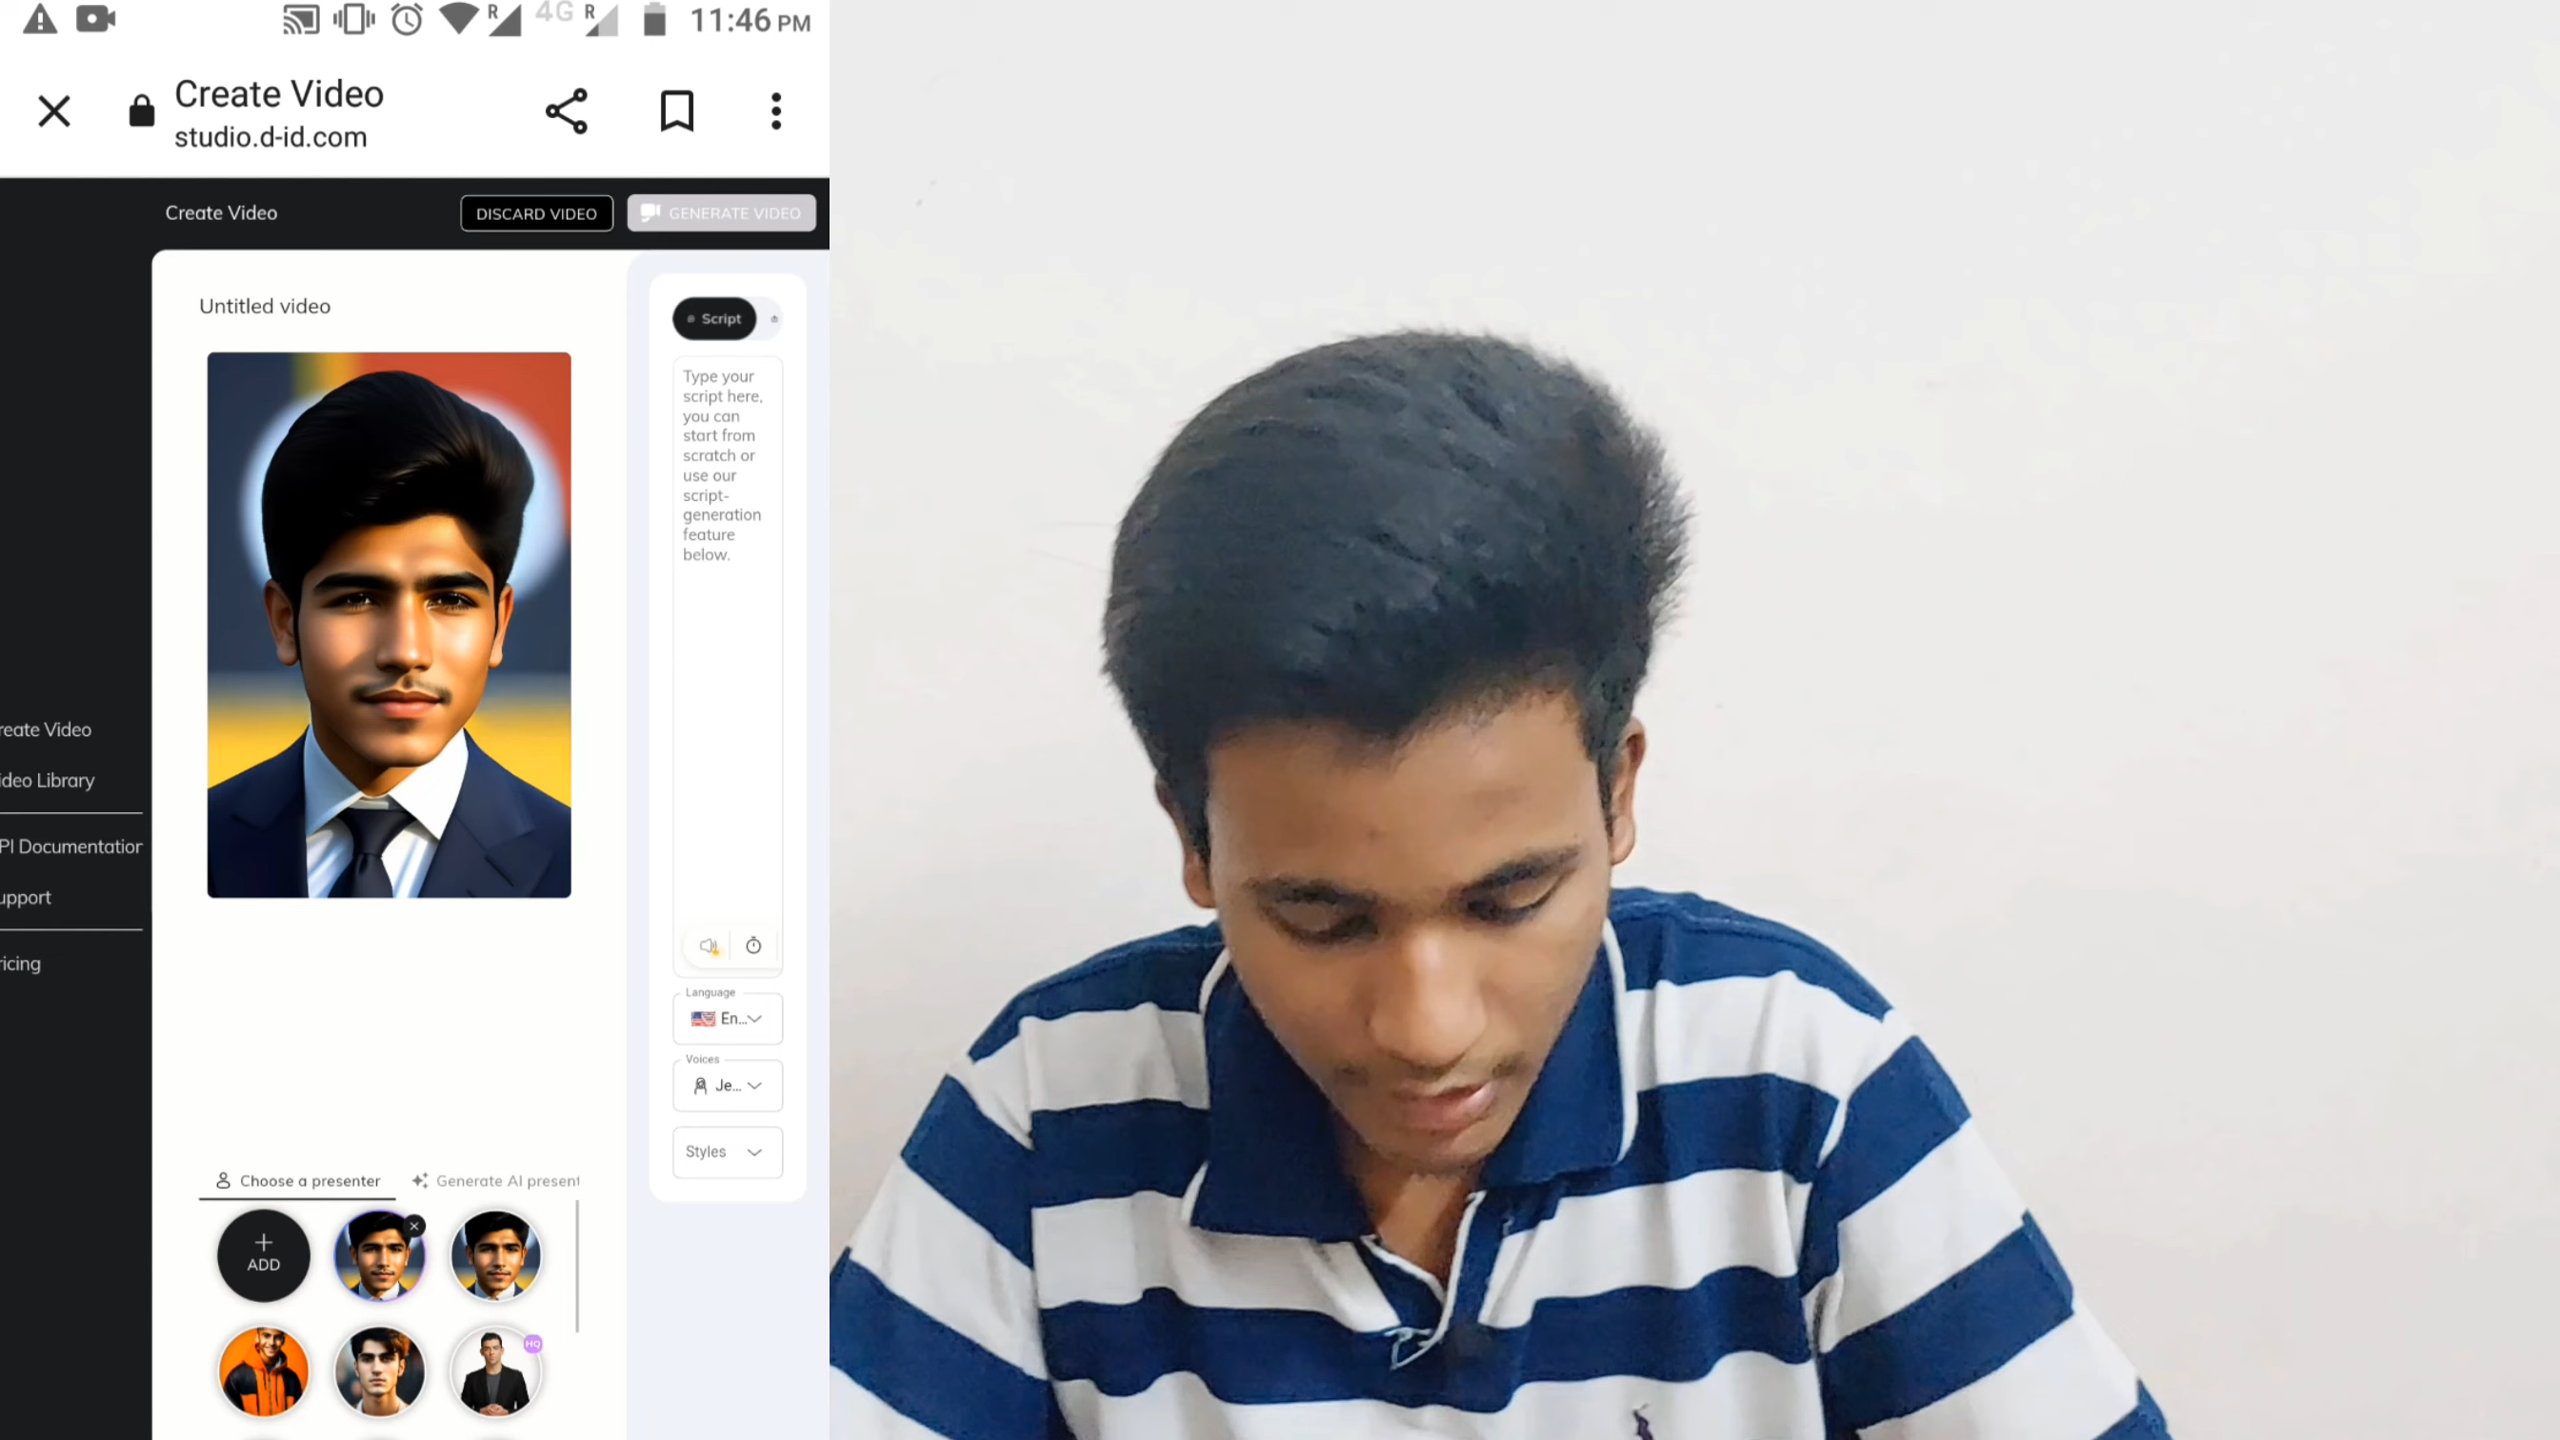 R
4G
R
11:46 PM
Create Video
studio.d-id.com
Create Video
DISCARD VIDEO
GENERATE VIDEO
Untitled video
Script
Type your
script here,
you can
start from
scratch or
use our
script-
generation
feature
below.
reate Video
ideo Library
PI Documentation
upport
ricing
Language
En...
Voices
Je...
Styles
Choose a presenter
Generate AI present
+
ADD
HQ